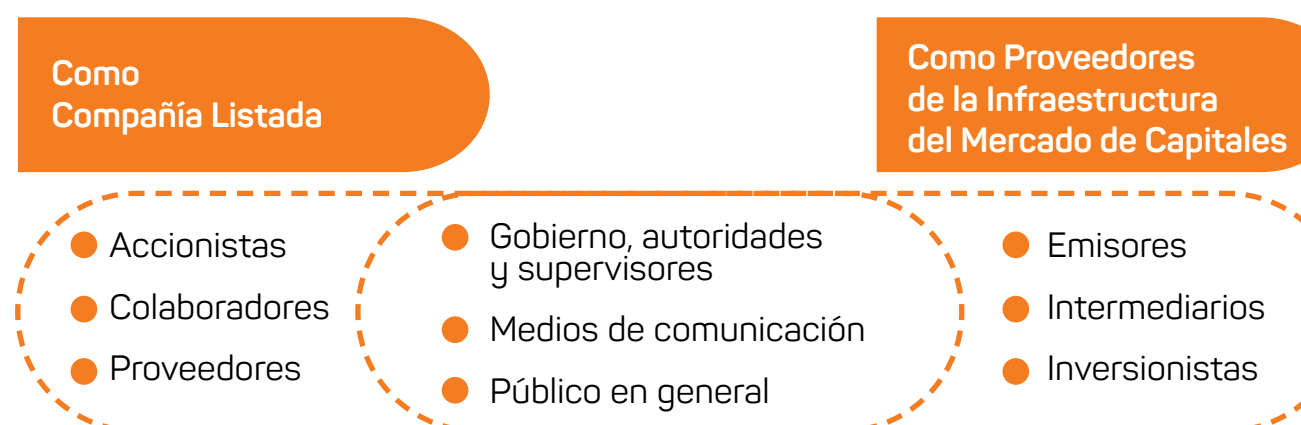 Como
Compañía Listada
Como Proveedores
de la Infraestructura
del Mercado de Capitales
Accionistas
Colaboradores
Proveedores
Gobierno, autoridades
y supervisores
Medios de comunicación
Público en general
Emisores
Intermediarios
Inversionistas